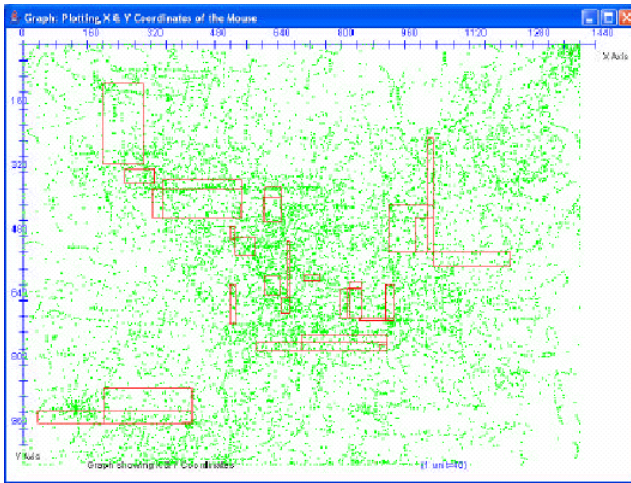 Graph: Plotting X & Y Coordinates of the Mouse
0 160 320 480 640 800 960 1120 1280 1440
X Axis
160
320
480
640
800
960
Y Axis
Graph showing X & Y Coordinates (1 unit=40)